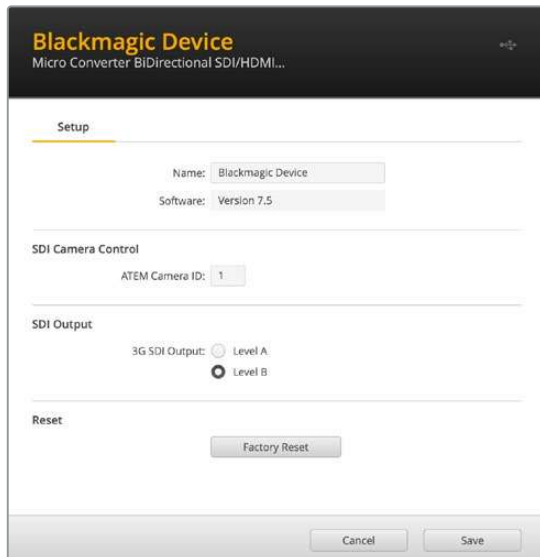 Blackmagic Device
Micro Converter BiDirectional SDI/HDMI...
Setup
Name: Blackmagic Device
Software: Version 7.5
SDI Camera Control
ATEM Camera ID: 1
SDI Output
3G SDI Output: Level A
Level B
Reset
Factory Reset
Cancel Save